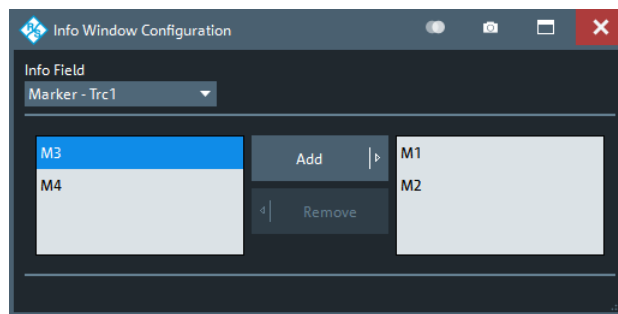 R&S Info Window Configuration
Info Field
Marker - Trc1
M3
M4
Add
Remove
M1
M2